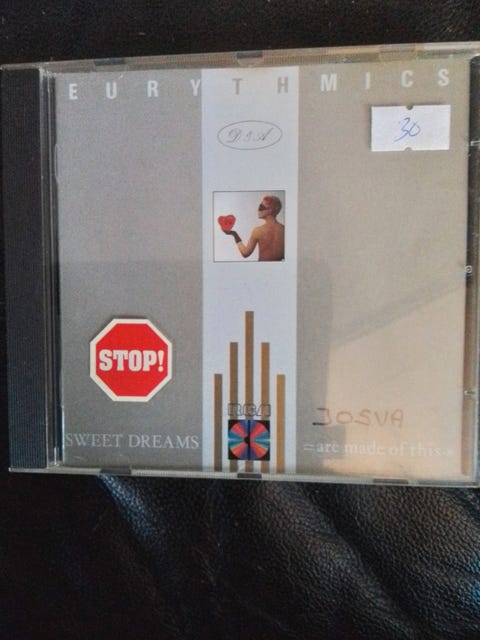 EURYTHMICS
D & A
30
STOP!
RCA
JOSVA
SWEET DREAMS
=are made of this=